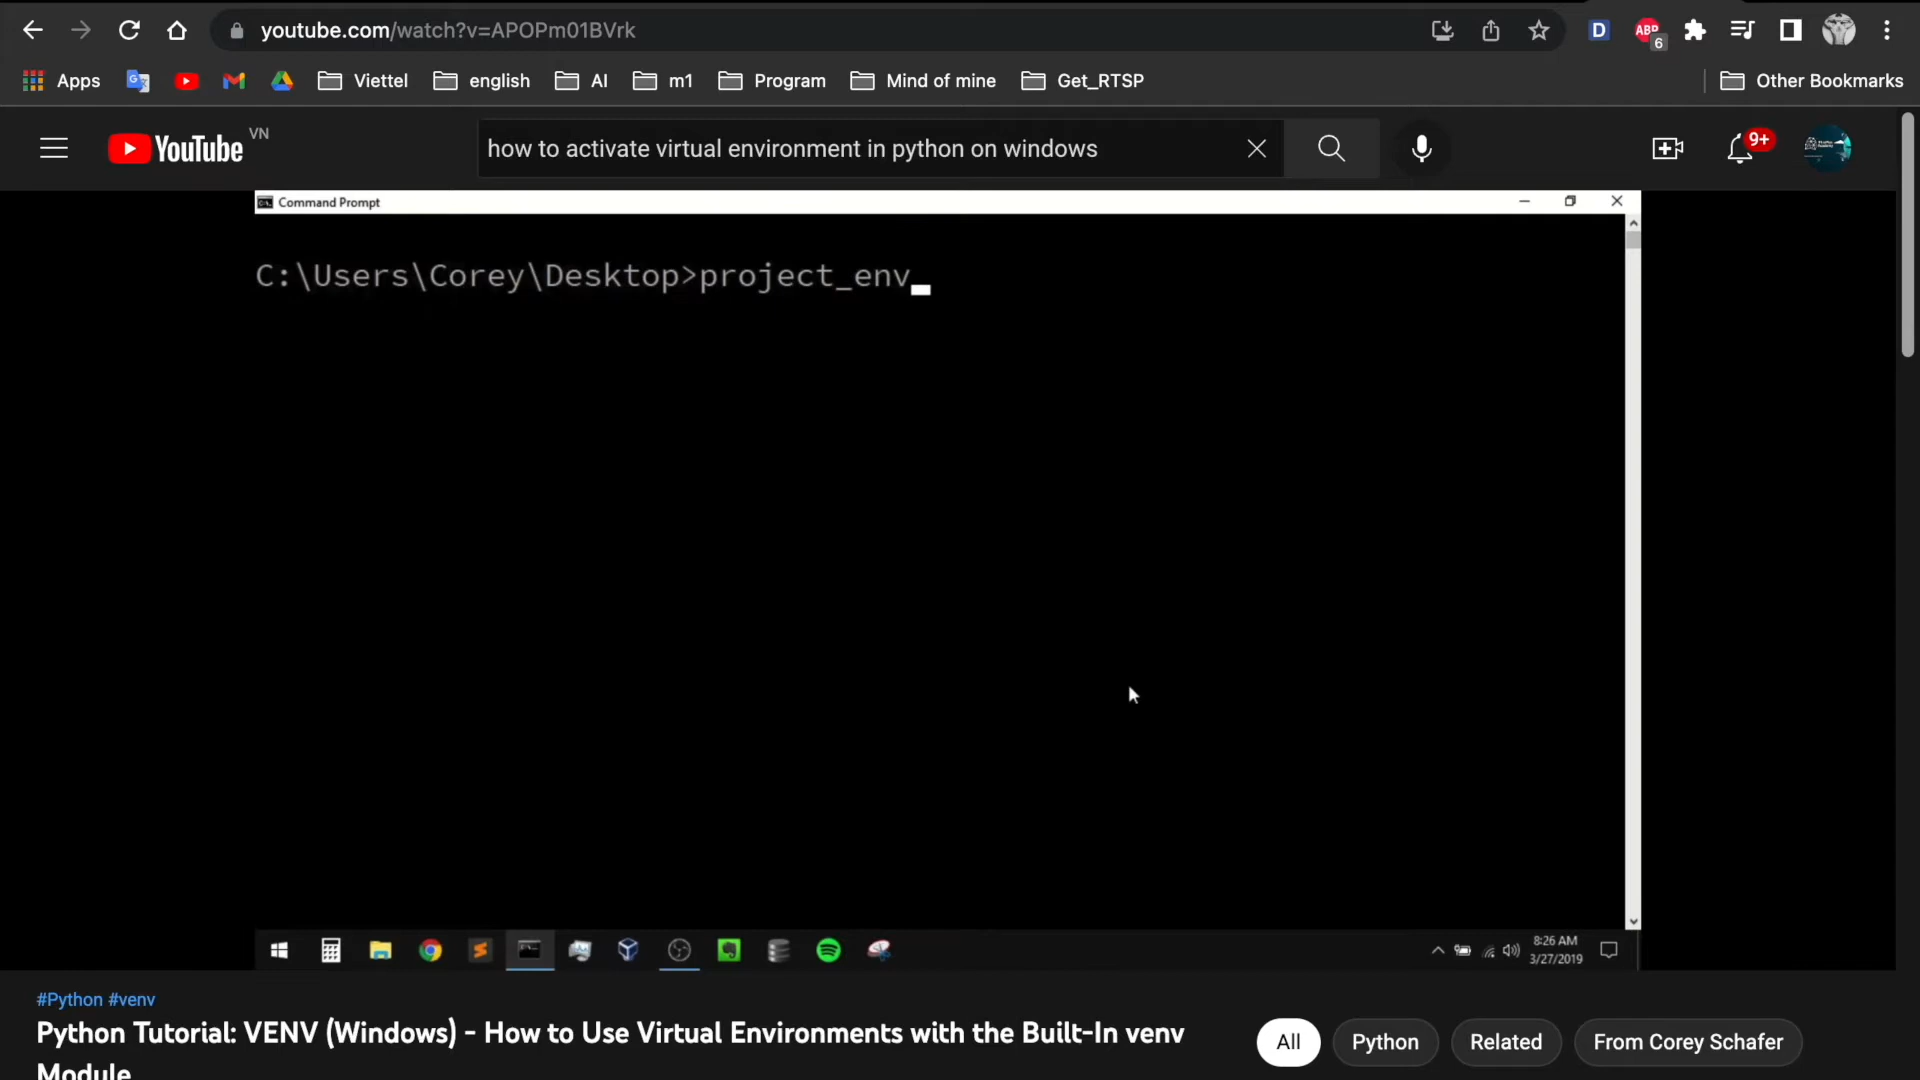 youtube.com/watch?v=APOPm01BVrk
ABP
6
D
Apps
Viettel
english
AI
m1
Program
Mind of mine
Get_RTSP
Other Bookmarks
YouTube VN
how to activate virtual environment in python on windows
9+
Command Prompt
C:\Users\Corey\Desktop>project_env
8:26 AM
3/27/2019
#Python #venv
Python Tutorial: VENV (Windows) - How to Use Virtual Environments with the Built-In venv
Module
All
Python
Related
From Corey Schafer